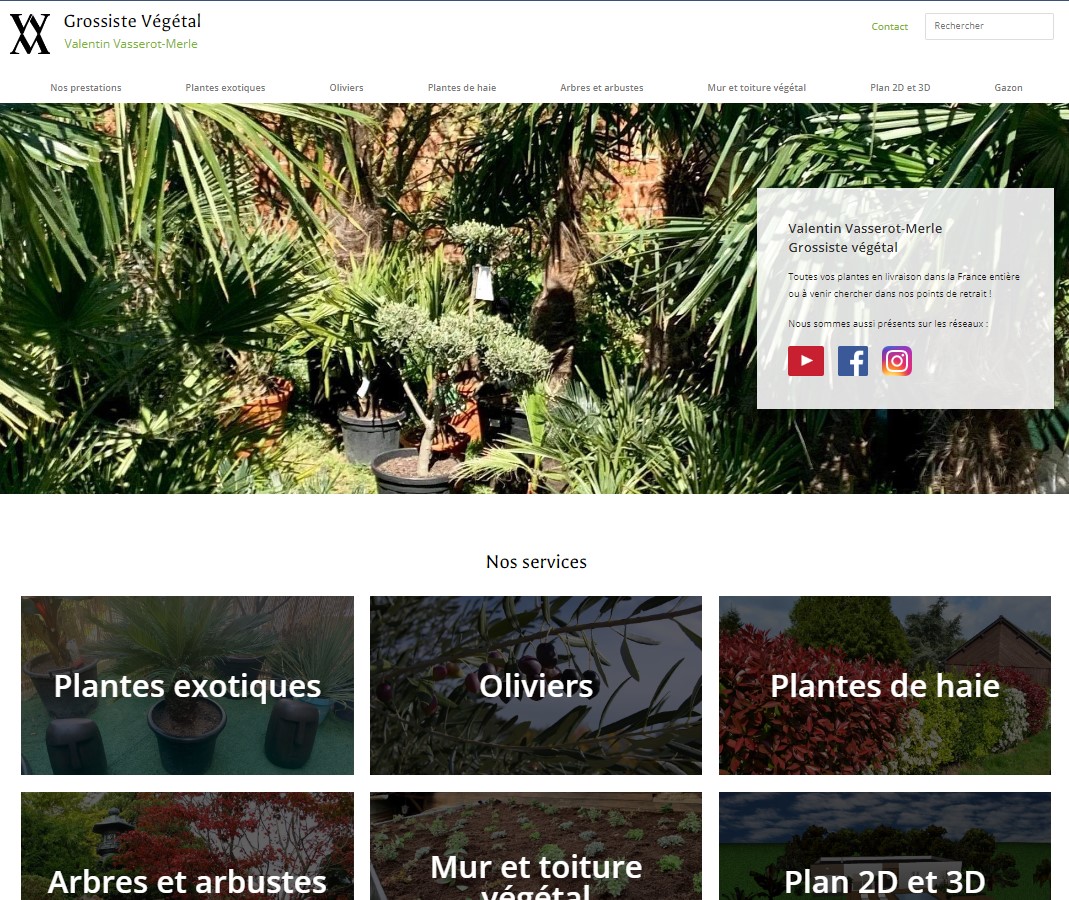 Grossiste Végétal
Valentin Vasserot-Merle
Contact
Rechercher
Nos prestations
Plantes exotiques
Oliviers
Plantes de haie
Arbres et arbustes
Mur et toiture végétal
Plan 2D et 3D
Gazon
Valentin Vasserot-Merle
Grossiste végétal
Toutes vos plantes en livraison dans la France entière
ou à venir chercher dans nos points de retrait !
Nous sommes aussi présents sur les réseaux :
Nos services
Plantes exotiques
Oliviers
Plantes de haie
Arbres et arbustes
Mur et toiture
végétal
Plan 2D et 3D